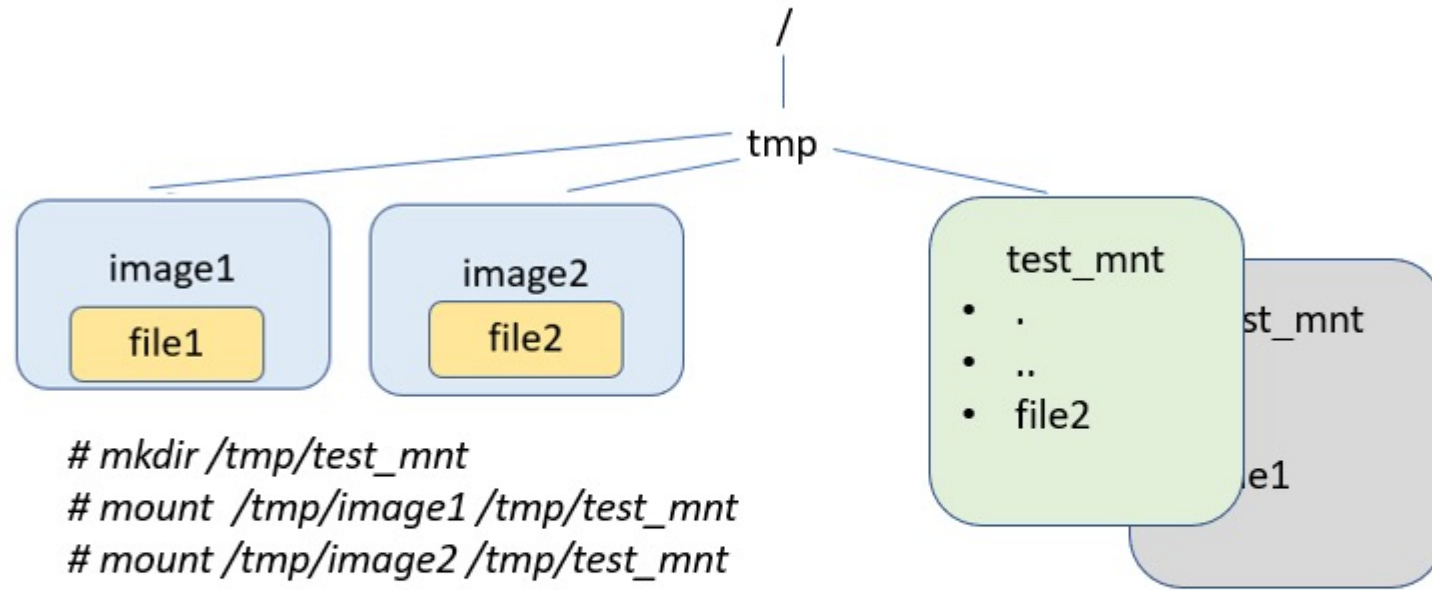 /
tmp
image1
file1
image2
file2
test_mnt
• .
• ..
• file2
st_mnt
le1
# mkdir /tmp/test_mnt
# mount /tmp/image1 /tmp/test_mnt
# mount /tmp/image2 /tmp/test_mnt